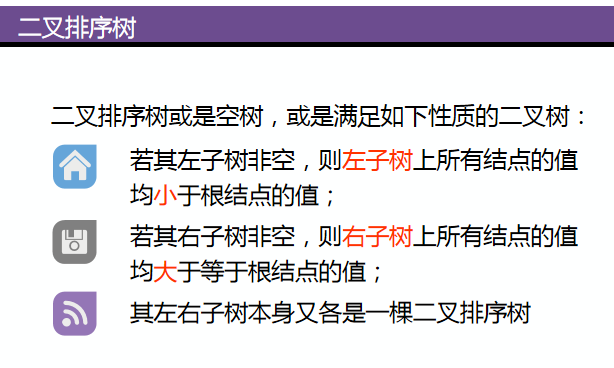 二叉排序树
二叉排序树或是空树，或是满足如下性质的二叉树：
若其左子树非空，则左子树上所有结点的值
均小于根结点的值；
若其右子树非空，则右子树上所有结点的值
均大于等于根结点的值；
其左右子树本身又各是一棵二叉排序树